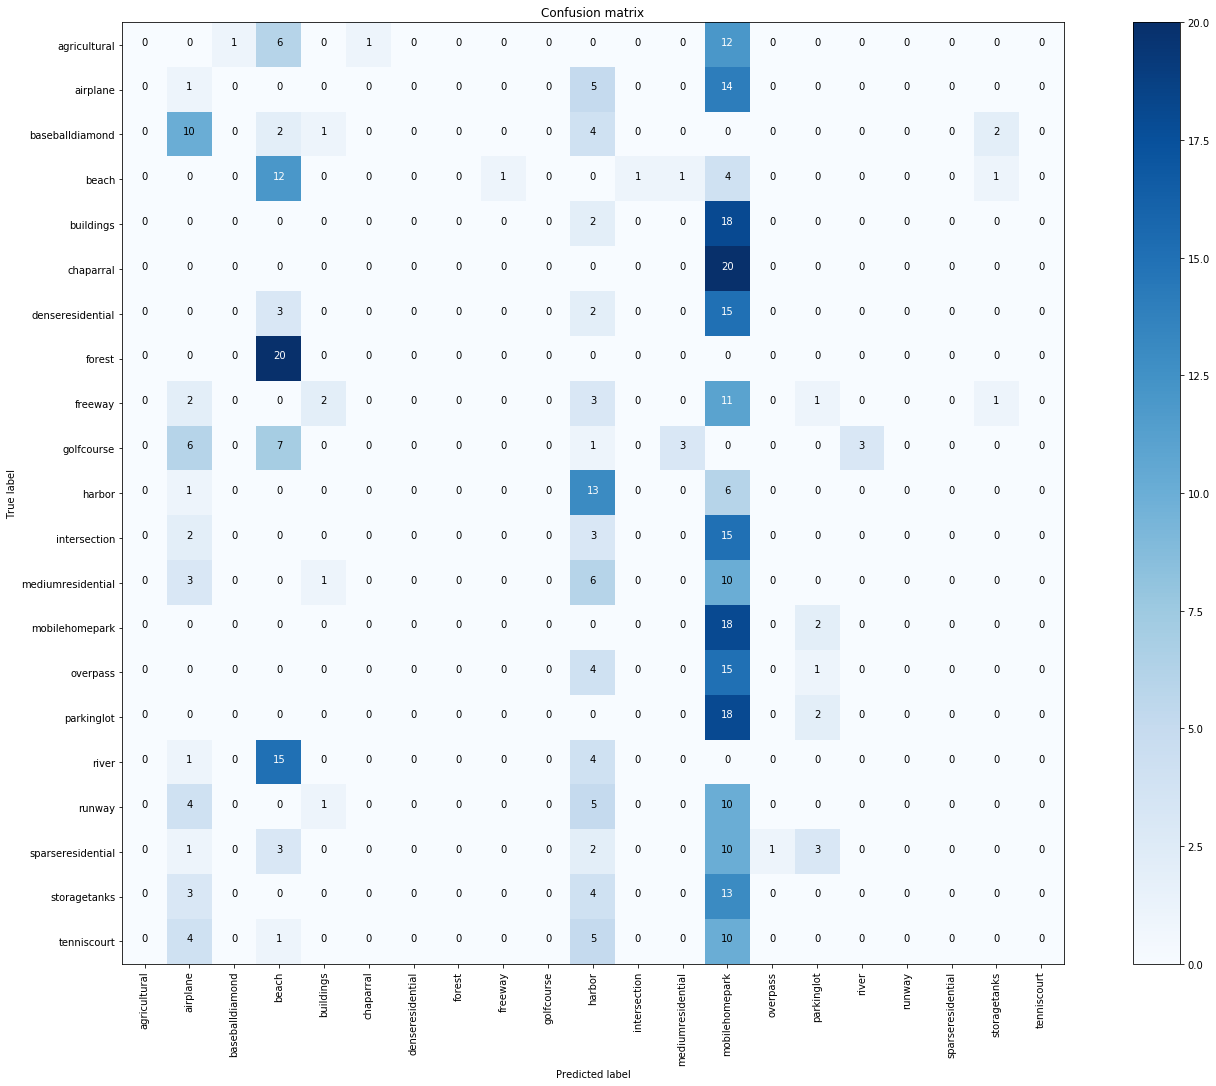 Confusion matrix
True label
agricultural 0 0 1 6 0 1 0 0 0 0 0 0 0 12 0 0 0 0 0 0 0
airplane 0 1 0 0 0 0 0 0 0 0 5 0 0 14 0 0 0 0 0 0 0
baseballdiamond 0 10 0 2 1 0 0 0 0 0 4 0 0 0 0 0 0 0 0 2 0
beach 0 0 0 12 0 0 0 0 1 0 0 1 1 4 0 0 0 0 0 1 0
buildings 0 0 0 0 0 0 0 0 0 0 2 0 0 18 0 0 0 0 0 0 0
chaparral 0 0 0 0 0 0 0 0 0 0 0 0 0 20 0 0 0 0 0 0 0
denseresidential 0 0 0 3 0 0 0 0 0 0 2 0 0 15 0 0 0 0 0 0 0
forest 0 0 0 20 0 0 0 0 0 0 0 0 0 0 0 0 0 0 0 0 0
freeway 0 2 0 0 2 0 0 0 0 0 3 0 0 11 0 1 0 0 0 1 0
golfcourse 0 6 0 7 0 0 0 0 0 0 1 0 3 0 0 0 3 0 0 0 0
harbor 0 1 0 0 0 0 0 0 0 0 13 0 0 6 0 0 0 0 0 0 0
intersection 0 2 0 0 0 0 0 0 0 0 3 0 0 15 0 0 0 0 0 0 0
mediumresidential 0 3 0 0 1 0 0 0 0 0 6 0 0 10 0 0 0 0 0 0 0
mobilehomepark 0 0 0 0 0 0 0 0 0 0 0 0 0 18 0 2 0 0 0 0 0
overpass 0 0 0 0 0 0 0 0 0 0 4 0 0 15 0 1 0 0 0 0 0
parkinglot 0 0 0 0 0 0 0 0 0 0 0 0 0 18 0 2 0 0 0 0 0
river 0 1 0 15 0 0 0 0 0 0 4 0 0 0 0 0 0 0 0 0 0
runway 0 4 0 0 1 0 0 0 0 0 5 0 0 10 0 0 0 0 0 0 0
sparseresidential 0 1 0 3 0 0 0 0 0 0 2 0 0 10 1 3 0 0 0 0 0
storagetanks 0 3 0 0 0 0 0 0 0 0 4 0 0 13 0 0 0 0 0 0 0
tenniscourt 0 4 0 1 0 0 0 0 0 0 5 0 0 10 0 0 0 0 0 0 0
agricultural
airplane
baseballdiamond
beach
buildings
chaparral
denseresidential
forest
freeway
golfcourse
harbor
intersection
mediumresidential
mobilehomepark
overpass
parkinglot
river
runway
sparseresidential
storagetanks
tenniscourt
Predicted label
20.0
17.5
15.0
12.5
10.0
7.5
5.0
2.5
0.0